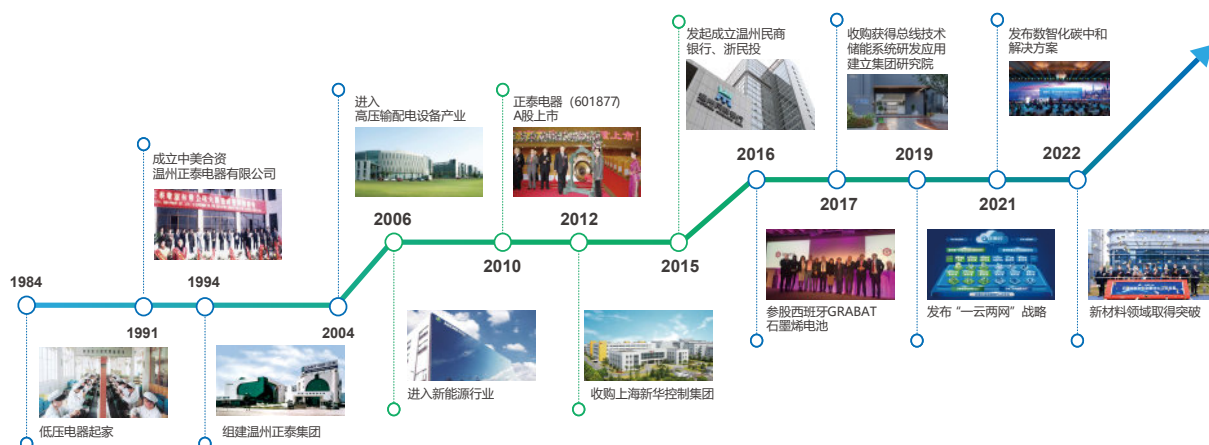 1984
低压电器起家
成立中美合资
温州正泰电器有限公司
1991
1994
组建温州正泰集团
进入
高压输配电设备产业
2004
2006
进入新能源行业
正泰电器（601877)
A股上市
2010
2012
收购上海新华控制集团
发起成立温州民商
银行、浙民投
2015
2016
参股西班牙GRABAT
石墨烯电池
收购获得总线技术
储能系统研发应用
建立集团研究院
2017
2019
发布“一云两网”战略
发布数智化碳中和
解决方案
2021
2022
新材料领域取得突破